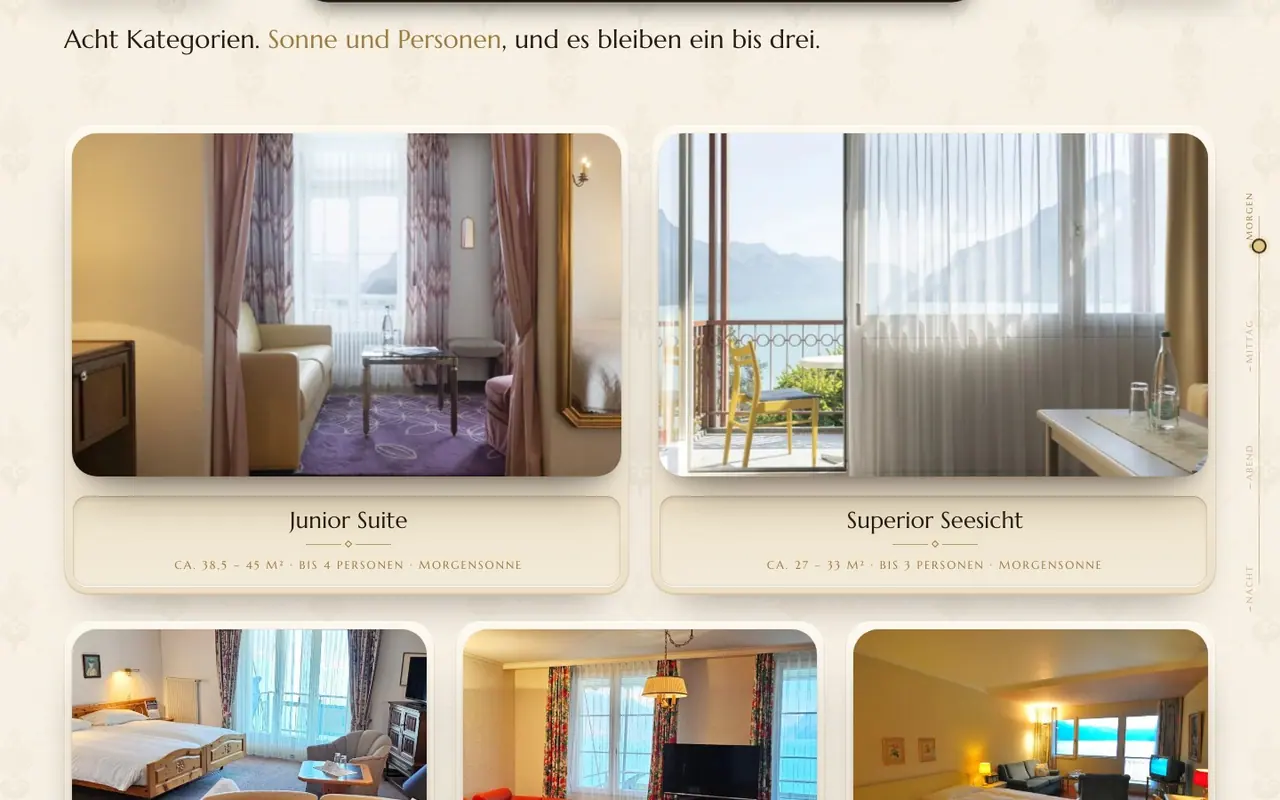 Acht Kategorien. Sonne und Personen, und es bleiben ein bis drei.
Junior Suite
CA. 38,5 – 45 M² · BIS 4 PERSONEN · MORGENSONNE
Superior Seesicht
CA. 27 – 33 M² · BIS 3 PERSONEN · MORGENSONNE
MORGEN
MITTAG
ABEND
NACHT